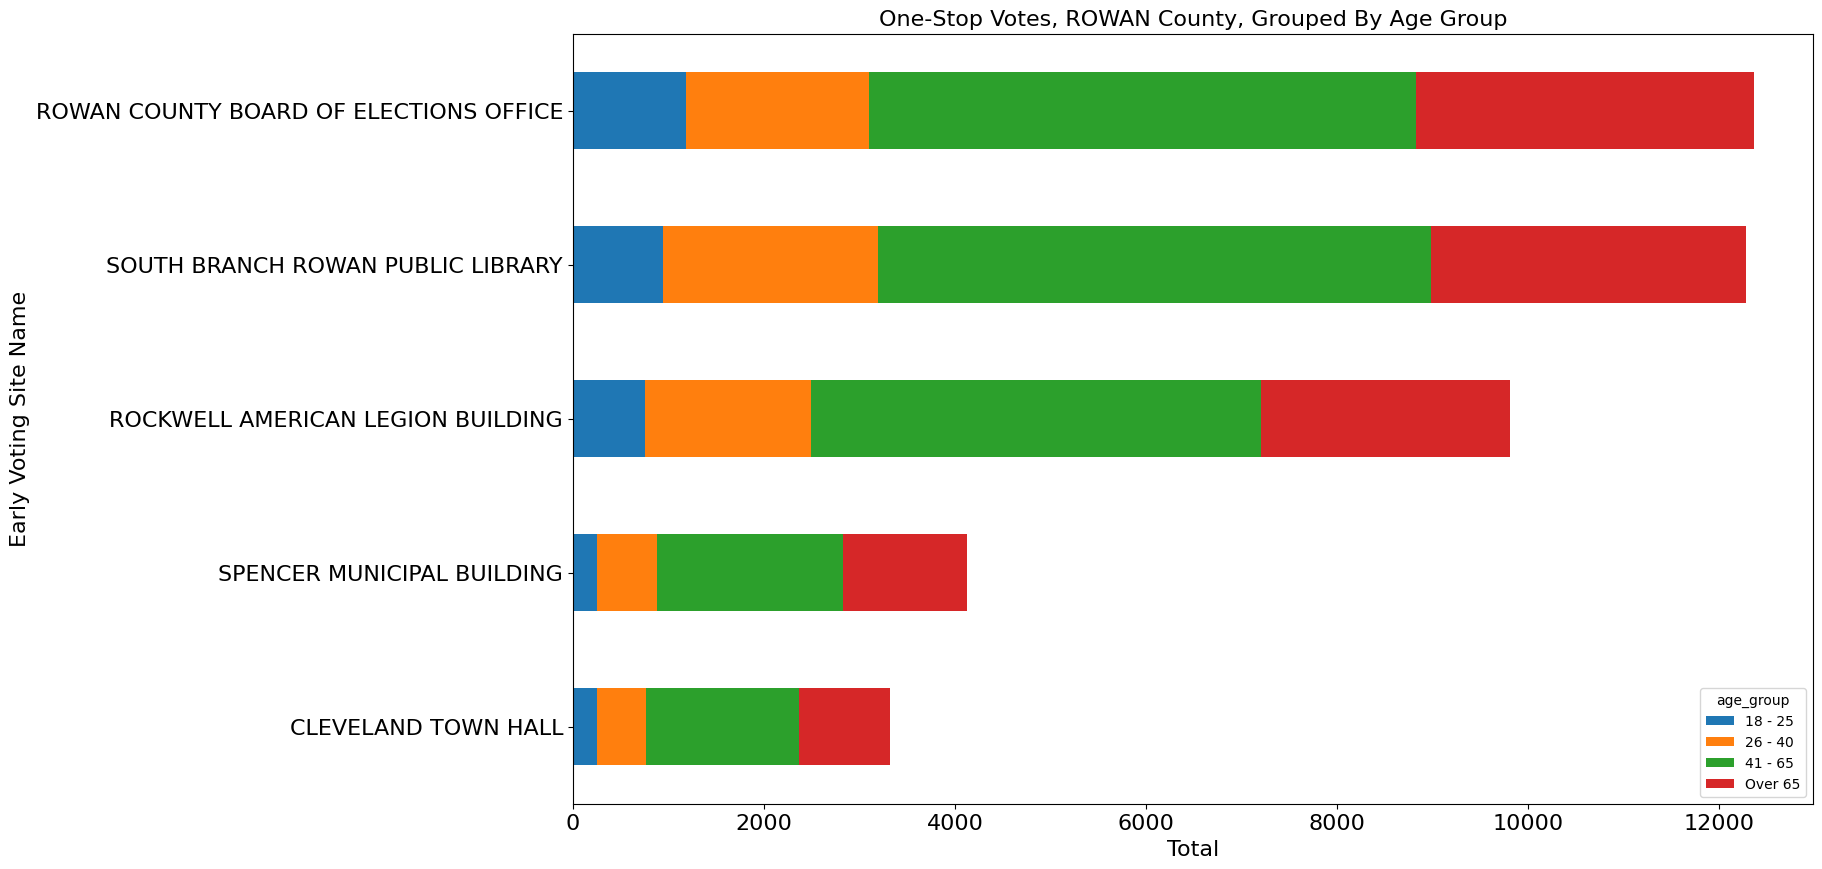 One-Stop Votes, ROWAN County, Grouped By Age Group
Early Voting Site Name
ROWAN COUNTY BOARD OF ELECTIONS OFFICE
SOUTH BRANCH ROWAN PUBLIC LIBRARY
ROCKWELL AMERICAN LEGION BUILDING
SPENCER MUNICIPAL BUILDING
CLEVELAND TOWN HALL
age_group
18 - 25
26 - 40
41 - 65
Over 65
0 2000 4000 6000 8000 10000 12000
Total